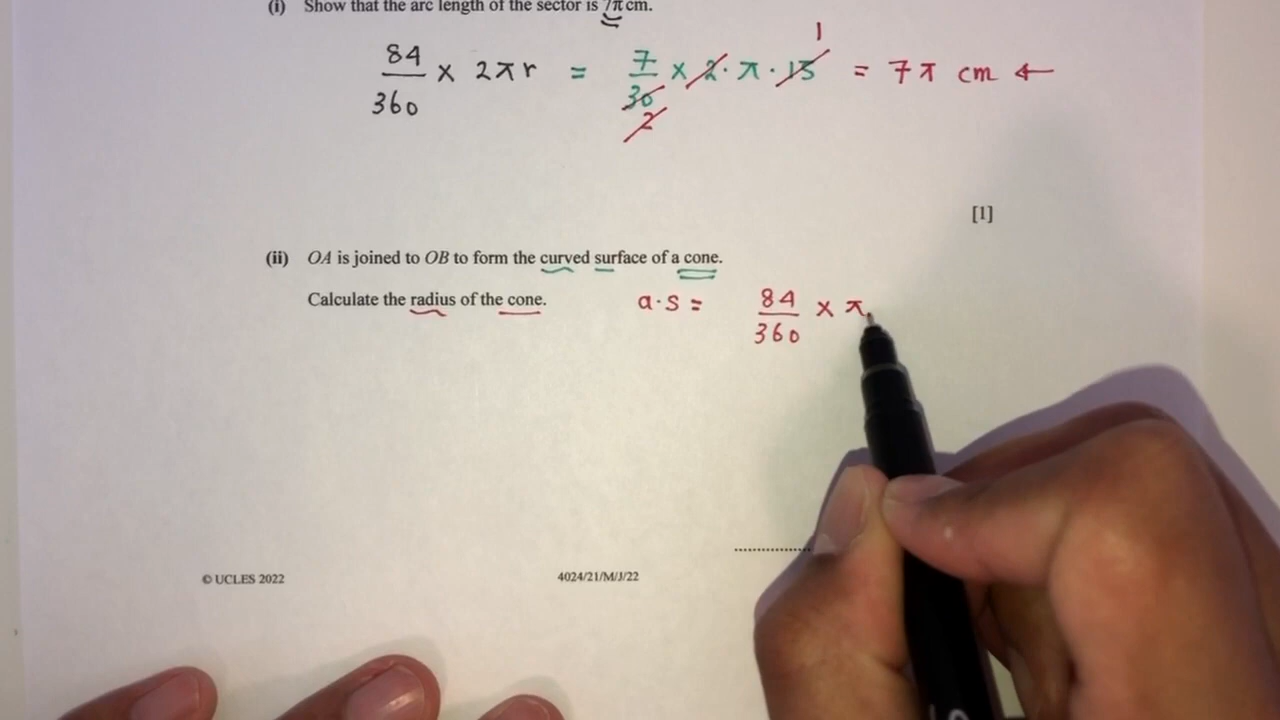 (i) Show that the arc length of the sector is 7π cm.
84/360 × 2πr = 7/30 × 2 · π · 15 = 7π cm ←
1
2
[1]
(ii) OA is joined to OB to form the curved surface of a cone.
Calculate the radius of the cone.
a·s = 84/360 × π
© UCLES 2022
4024/21/M/J/22